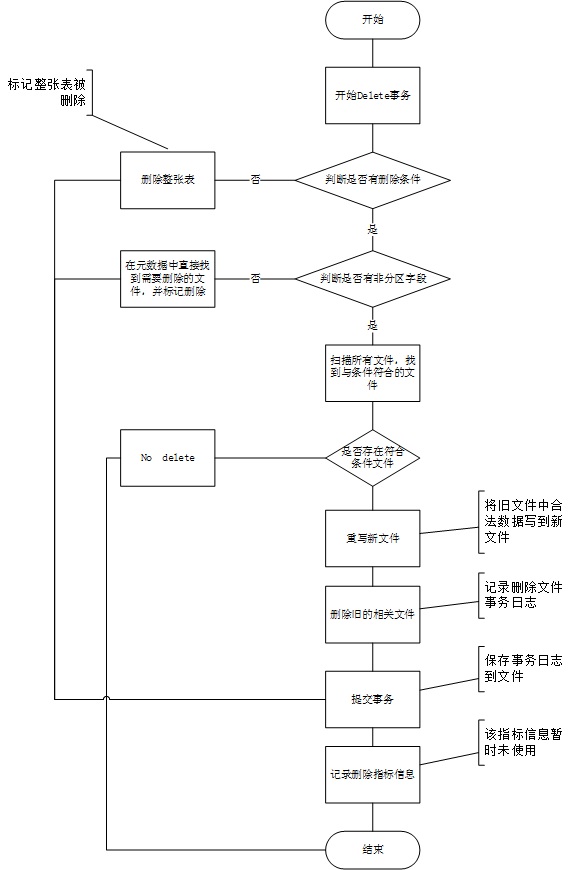 开始
开始Delete事务
标记整张表被
删除
删除整张表
否
判断是否有删除条件
是
在元数据中直接找
到需要删除的文
件，并标记删除
否
判断是否有非分区字段
是
扫描所有文件，找
到与条件符合的文
件
No delete
是否存在符合
条件文件
重写新文件
将旧文件中合
法数据写到新
文件
删除旧的相关文件
记录删除文件
事务日志
提交事务
保存事务日志
到文件
记录删除指标信息
该指标信息暂
时未使用
结束